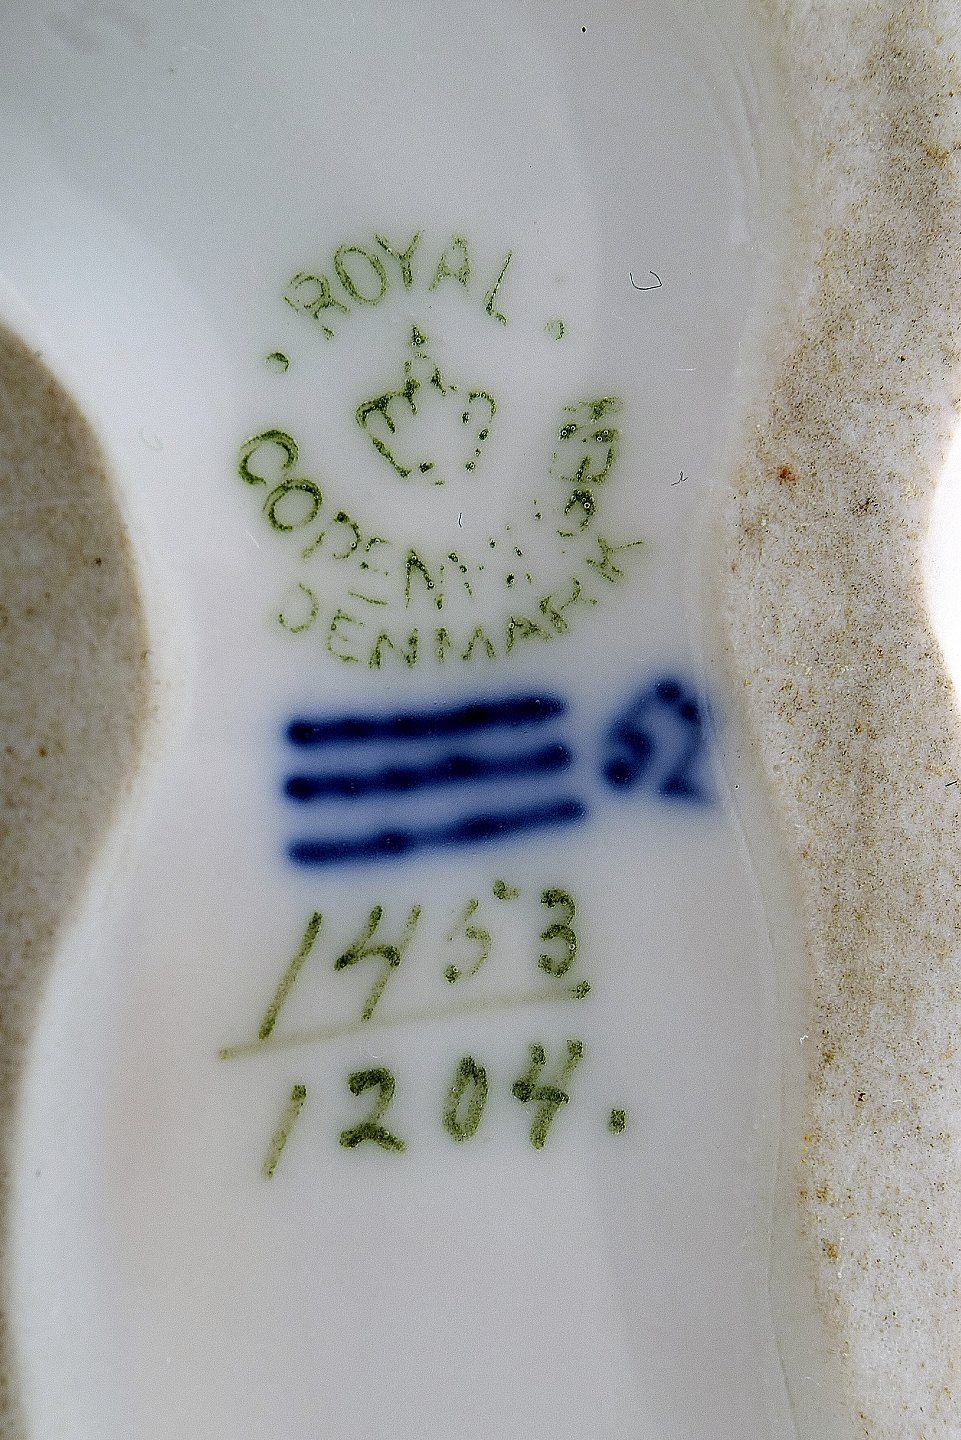 · ROYAL ·
COPENHAGEN
DENMARK
1453
1204.